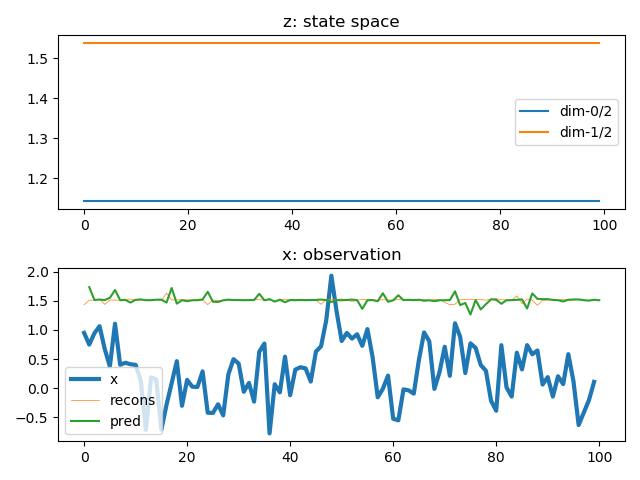 z: state space
1.5
1.4
1.3
1.2
dim-0/2
dim-1/2
0 20 40 60 80 100
x: observation
2.0
1.5
1.0
0.5
0.0
−0.5
x
recons
pred
0 20 40 60 80 100